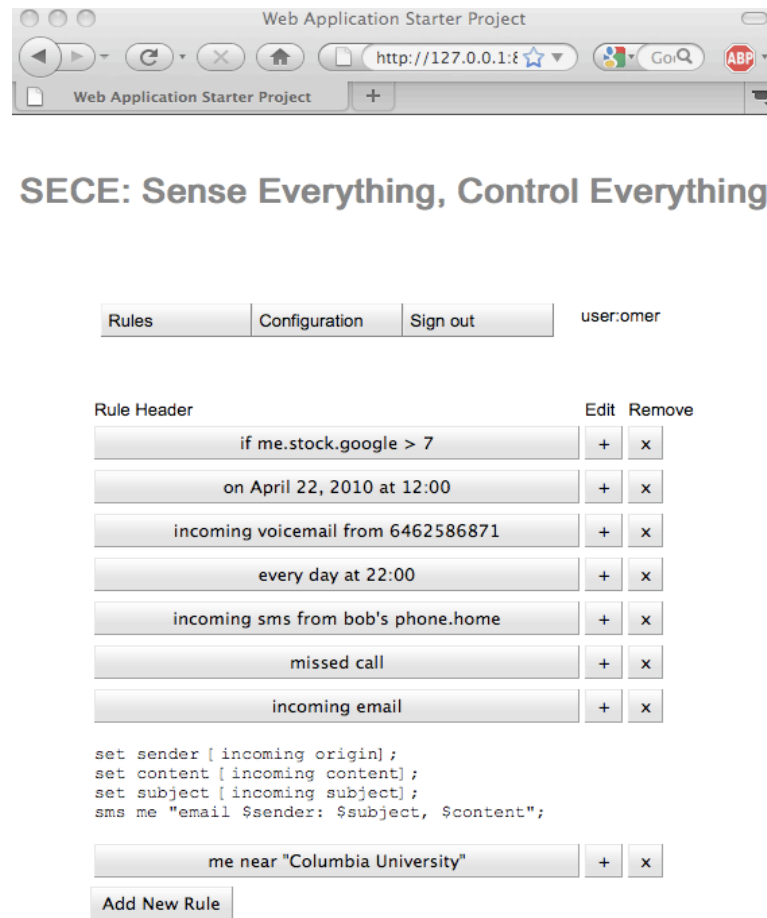 Web Application Starter Project
http://127.0.0.1:8
ABP
Web Application Starter Project +
SECE: Sense Everything, Control Everything
Rules Configuration Sign out user:omer
Rule Header Edit Remove
if me.stock.google > 7 + x
on April 22, 2010 at 12:00 + x
incoming voicemail from 6462586871 + x
every day at 22:00 + x
incoming sms from bob's phone.home + x
missed call + x
incoming email + x
set sender [incoming origin];
set content [incoming content];
set subject [incoming subject];
sms me "email $sender: $subject, $content";
me near "Columbia University" + x
Add New Rule